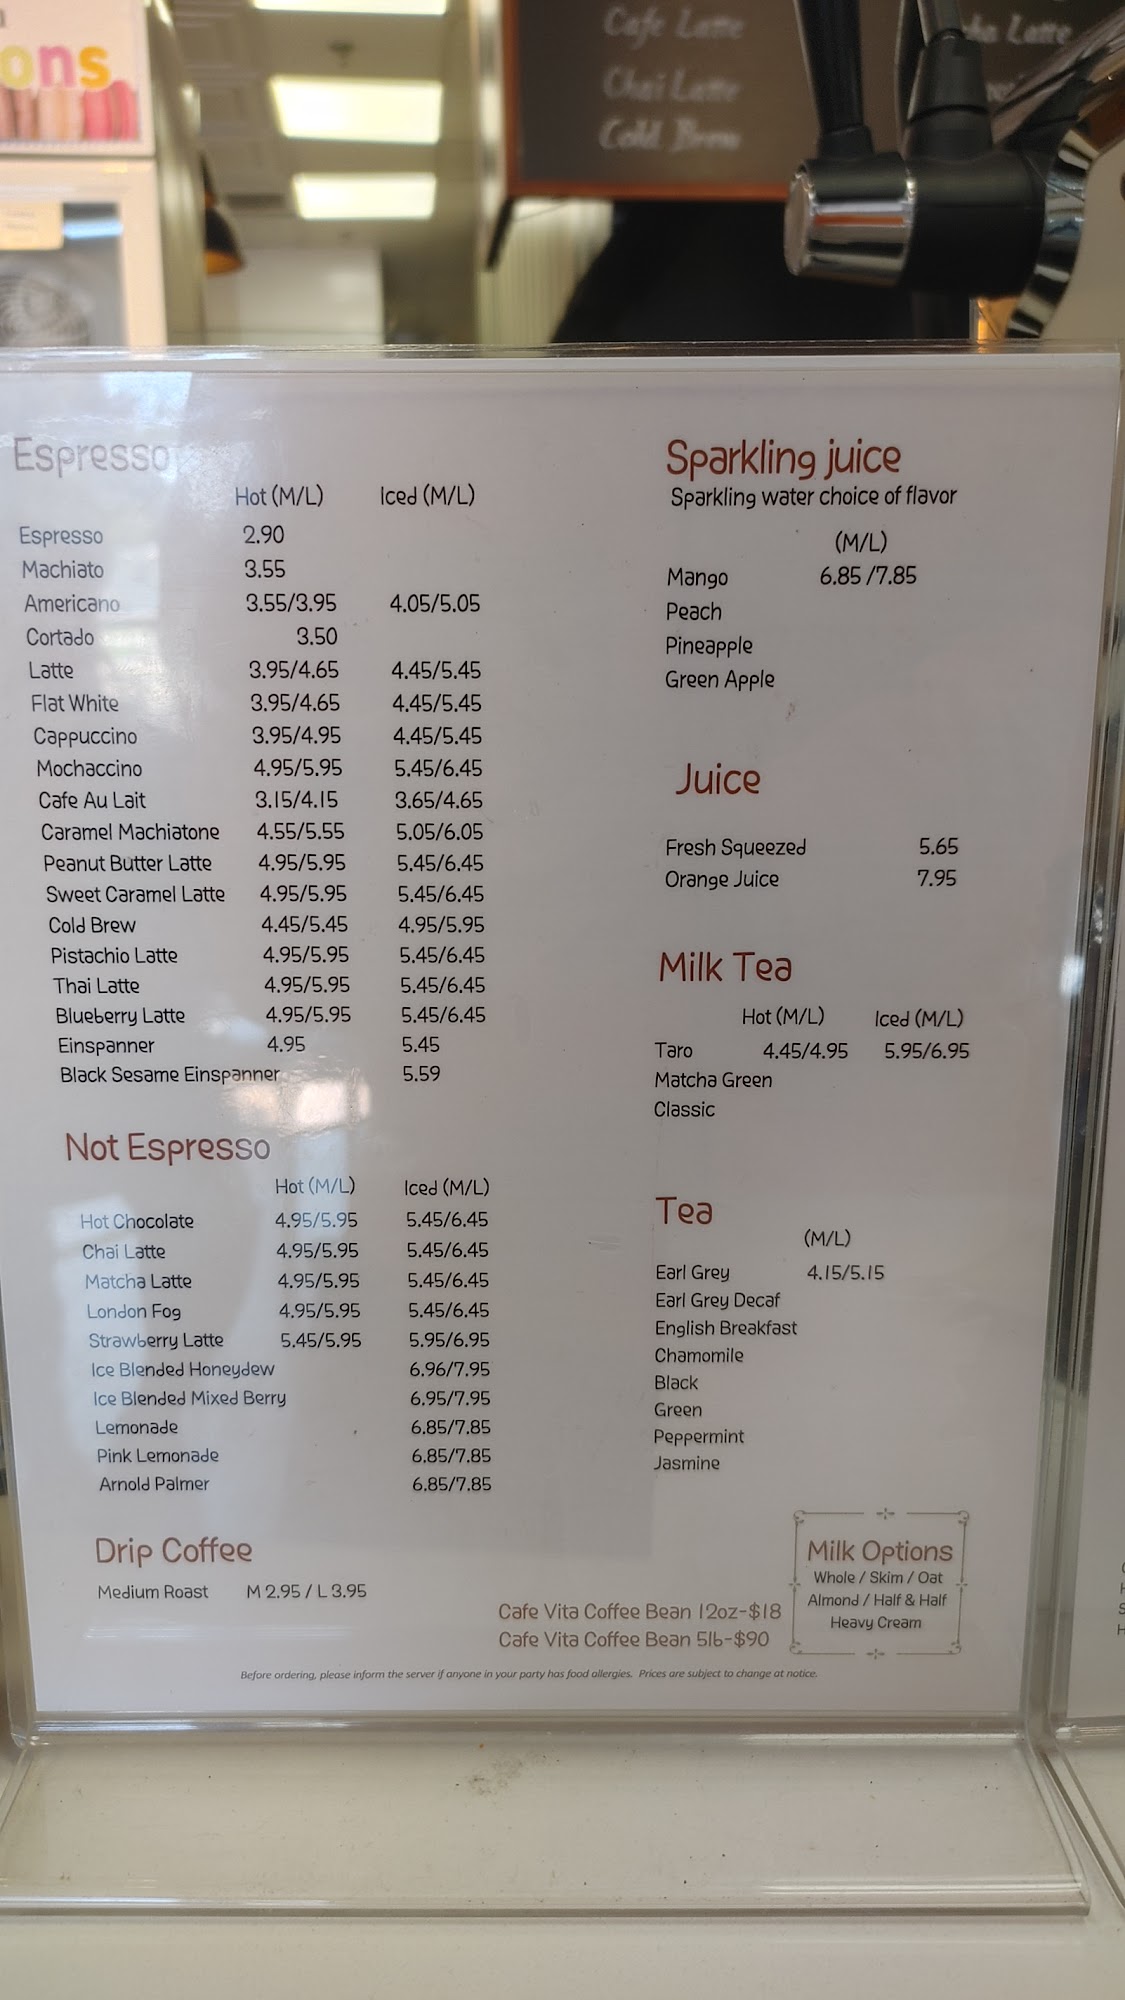 ons
Cafe Latte
Chai Latte
Cold Brew
Latte
Espresso
Hot (M/L) Iced (M/L)
Espresso 2.90
Machiato 3.55
Americano 3.55/3.95 4.05/5.05
Cortado 3.50
Latte 3.95/4.65 4.45/5.45
Flat White 3.95/4.65 4.45/5.45
Cappuccino 3.95/4.95 4.45/5.45
Mochaccino 4.95/5.95 5.45/6.45
Cafe Au Lait 3.15/4.15 3.65/4.65
Caramel Machiatone 4.55/5.55 5.05/6.05
Peanut Butter Latte 4.95/5.95 5.45/6.45
Sweet Caramel Latte 4.95/5.95 5.45/6.45
Cold Brew 4.45/5.45 4.95/5.95
Pistachio Latte 4.95/5.95 5.45/6.45
Thai Latte 4.95/5.95 5.45/6.45
Blueberry Latte 4.95/5.95 5.45/6.45
Einspanner 4.95 5.45
Black Sesame Einspanner 5.59
Not Espresso
Hot (M/L) Iced (M/L)
Hot Chocolate 4.95/5.95 5.45/6.45
Chai Latte 4.95/5.95 5.45/6.45
Matcha Latte 4.95/5.95 5.45/6.45
London Fog 4.95/5.95 5.45/6.45
Strawberry Latte 5.45/5.95 5.95/6.95
Ice Blended Honeydew 6.96/7.95
Ice Blended Mixed Berry 6.95/7.95
Lemonade 6.85/7.85
Pink Lemonade 6.85/7.85
Arnold Palmer 6.85/7.85
Drip Coffee
Medium Roast M 2.95 / L 3.95
Sparkling juice
Sparkling water choice of flavor
(M/L)
Mango 6.85 /7.85
Peach
Pineapple
Green Apple
Juice
Fresh Squeezed 5.65
Orange Juice 7.95
Milk Tea
Hot (M/L) Iced (M/L)
Taro 4.45/4.95 5.95/6.95
Matcha Green
Classic
Tea
(M/L)
Earl Grey 4.15/5.15
Earl Grey Decaf
English Breakfast
Chamomile
Black
Green
Peppermint
Jasmine
Milk Options
Whole / Skim / Oat
Almond / Half & Half
Heavy Cream
Cafe Vita Coffee Bean 12oz-$18
Cafe Vita Coffee Bean 5lb-$90
Before ordering, please inform the server if anyone in your party has food allergies. Prices are subject to change at notice.